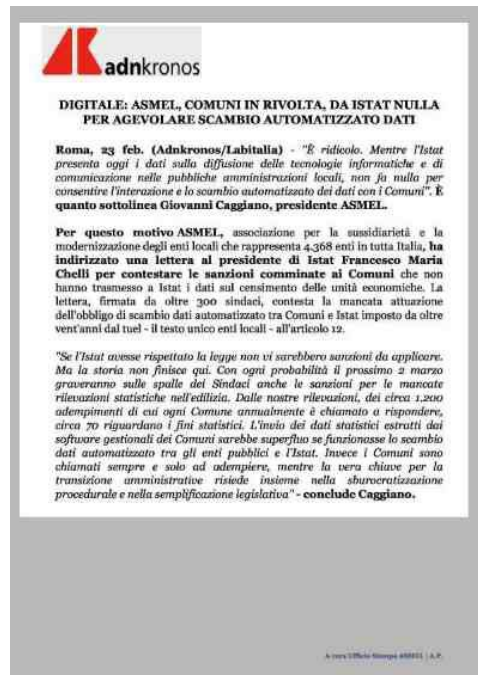 adnkronos
DIGITALE: ASMEL, COMUNI IN RIVOLTA, DA ISTAT NULLA
PER AGEVOLARE SCAMBIO AUTOMATIZZATO DATI
Roma, 23 feb. (Adnkronos/Labitalia) - "È ridicolo. Mentre l'Istat
presenta oggi i dati sulla diffusione delle tecnologie informatiche e di
comunicazione nelle pubbliche amministrazioni locali, non fa nulla per
consentire l'interazione e lo scambio automatizzato dei dati con i Comuni". È
quanto sottolinea Giovanni Caggiano, presidente ASMEL.
Per questo motivo ASMEL, associazione per la sussidiarietà e la
modernizzazione degli enti locali che rappresenta 4.368 enti in tutta Italia, ha
indirizzato una lettera al presidente di Istat Francesco Maria
Chelli per contestare le sanzioni comminate ai Comuni che non
hanno trasmesso a Istat i dati sul censimento delle unità economiche. La
lettera, firmata da oltre 300 sindaci, contesta la mancata attuazione
dell'obbligo di scambio dati automatizzato tra Comuni e Istat imposto da oltre
vent'anni dal tuel - il testo unico enti locali - all'articolo 12.
"Se l'Istat avesse rispettato la legge non vi sarebbero sanzioni da applicare.
Ma la storia non finisce qui. Con ogni probabilità il prossimo 2 marzo
graveranno sulle spalle dei Sindaci anche le sanzioni per le mancate
rilevazioni statistiche nell'edilizia. Dalle nostre rilevazioni, dei circa 1.200
adempimenti di cui ogni Comune annualmente è chiamato a rispondere,
circa 70 riguardano i fini statistici. L'invio dei dati statistici estratti dai
software gestionali dei Comuni sarebbe superfluo se funzionasse lo scambio
dati automatizzato tra gli enti pubblici e l'Istat. Invece i Comuni sono
chiamati sempre e solo ad adempiere, mentre la vera chiave per la
transizione amministrative risiede insieme nella sburocratizzazione
procedurale e nella semplificazione legislativa" - conclude Caggiano.
A cura Ufficio Stampa ASMEL | A.P.